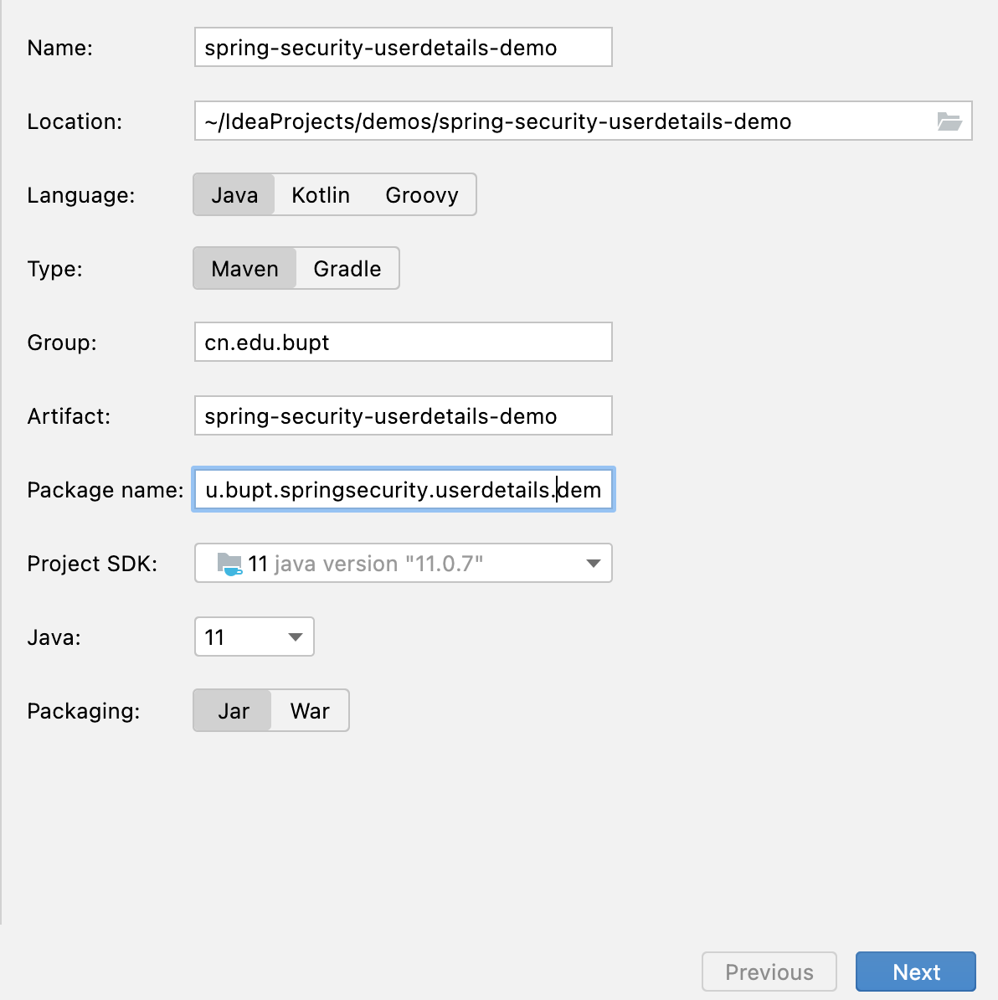 Name: spring-security-userdetails-demo
Location: ~/IdeaProjects/demos/spring-security-userdetails-demo
Language: Java Kotlin Groovy
Type: Maven Gradle
Group: cn.edu.bupt
Artifact: spring-security-userdetails-demo
Package name: u.bupt.springsecurity.userdetails.dem
Project SDK: 11 java version "11.0.7"
Java: 11
Packaging: Jar War
Previous Next